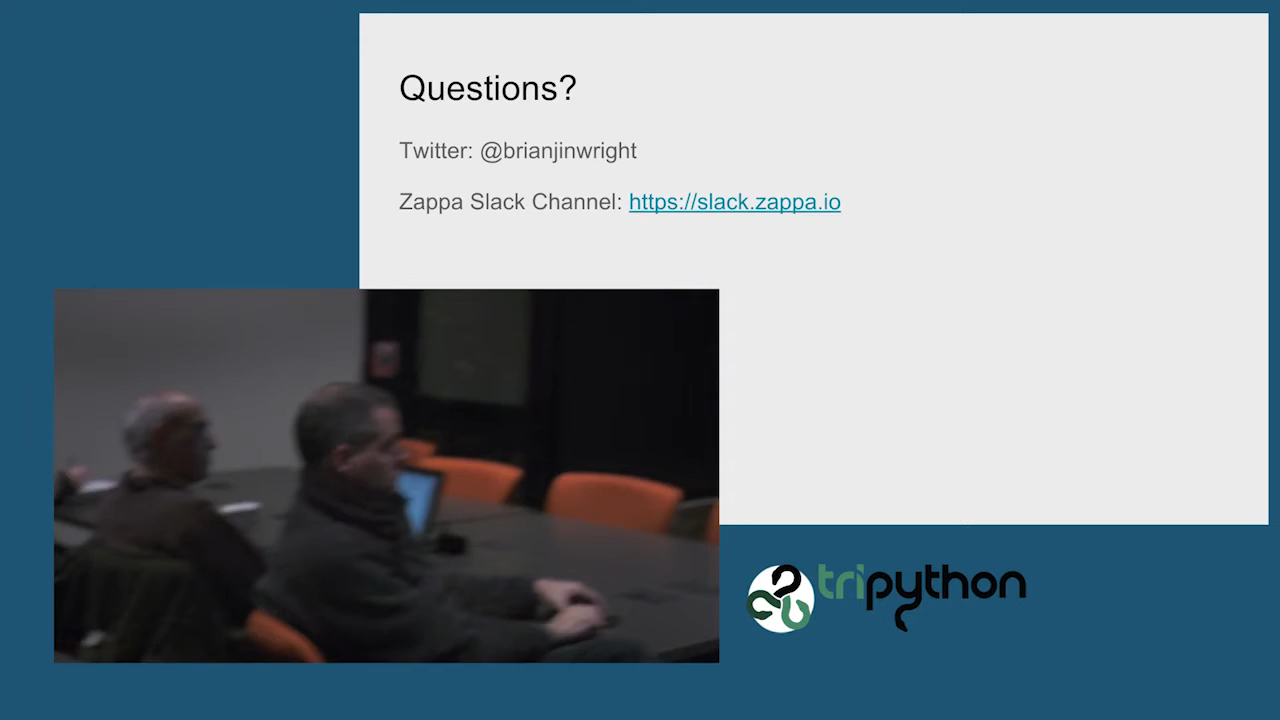 Questions?
Twitter: @brianjinwright
Zappa Slack Channel: https://slack.zappa.io
tripython